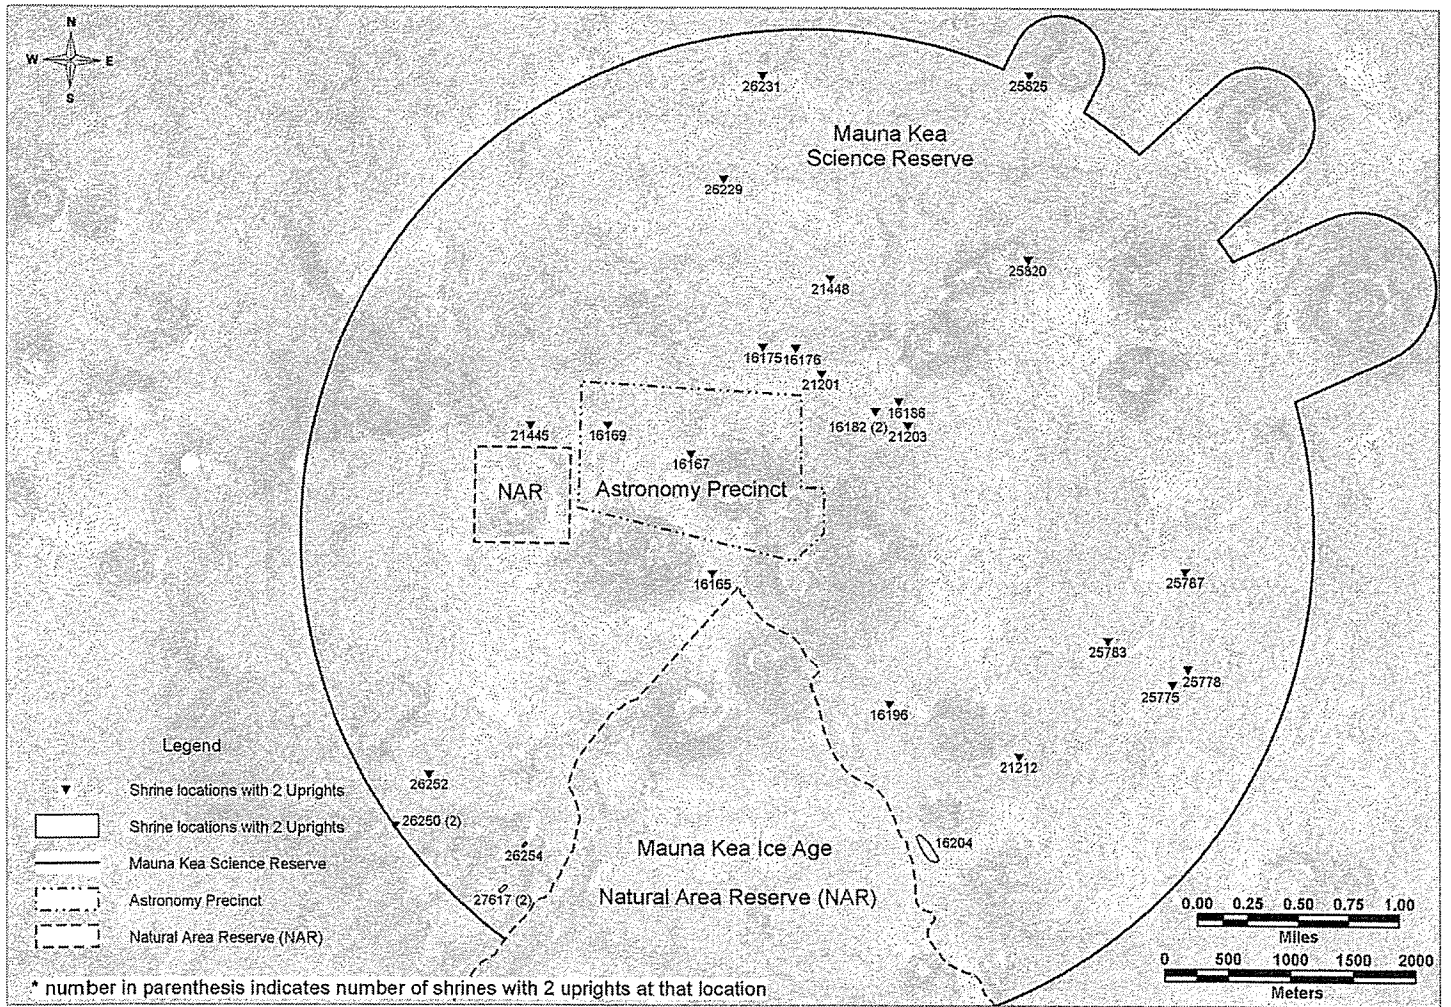 N
W E
S
26231
25825
Mauna Kea
Science Reserve
26229
25820
21448
16175 16176
21201
16186
16182 (2)
21203
21445
16169
16167
NAR
Astronomy Precinct
16165
25787
25783
25778
25775
16196
21212
Legend
Shrine locations with 2 Uprights
Shrine locations with 2 Uprights
Mauna Kea Science Reserve
Astronomy Precinct
Natural Area Reserve (NAR)
26252
26250 (2)
26254
27617 (2)
16204
Mauna Kea Ice Age
Natural Area Reserve (NAR)
0.00 0.25 0.50 0.75 1.00
Miles
0 500 1000 1500 2000
Meters
* number in parenthesis indicates number of shrines with 2 uprights at that location